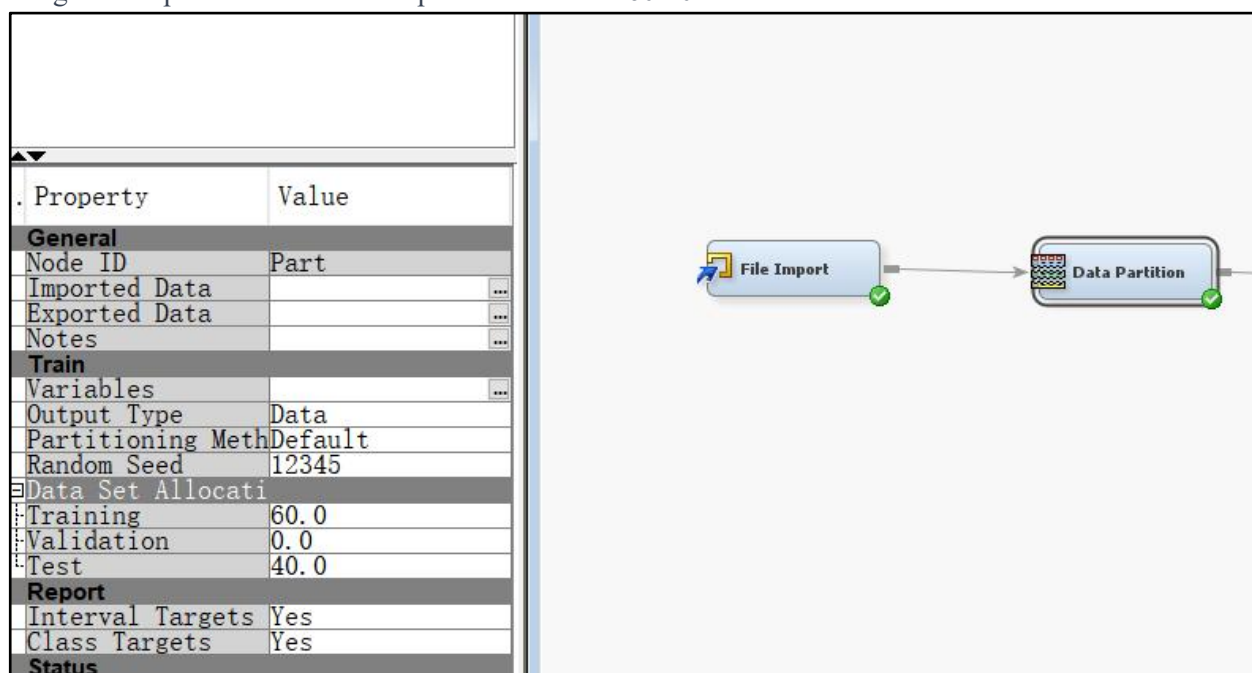 . Property Value
General
Node ID Part
Imported Data ...
Exported Data ...
Notes ...
Train
Variables ...
Output Type Data
Partitioning Meth Default
Random Seed 12345
Data Set Allocati
Training 60.0
Validation 0.0
Test 40.0
Report
Interval Targets Yes
Class Targets Yes
Status
File Import
Data Partition